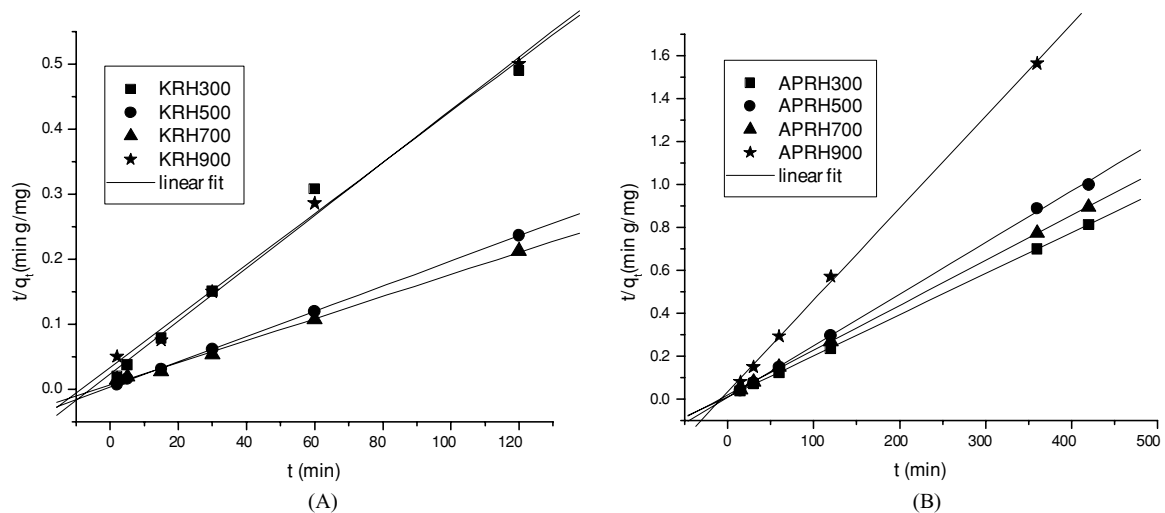 0.5
0.4
0.3
0.2
0.1
0.0
t/qt(min g/mg)
KRH300
KRH500
KRH700
KRH900
linear fit
0 20 40 60 80 100 120
t (min)
(A)
1.6
1.4
1.2
1.0
0.8
0.6
0.4
0.2
0.0
t/qt(min g/mg)
APRH300
APRH500
APRH700
APRH900
linear fit
0 100 200 300 400 500
t (min)
(B)